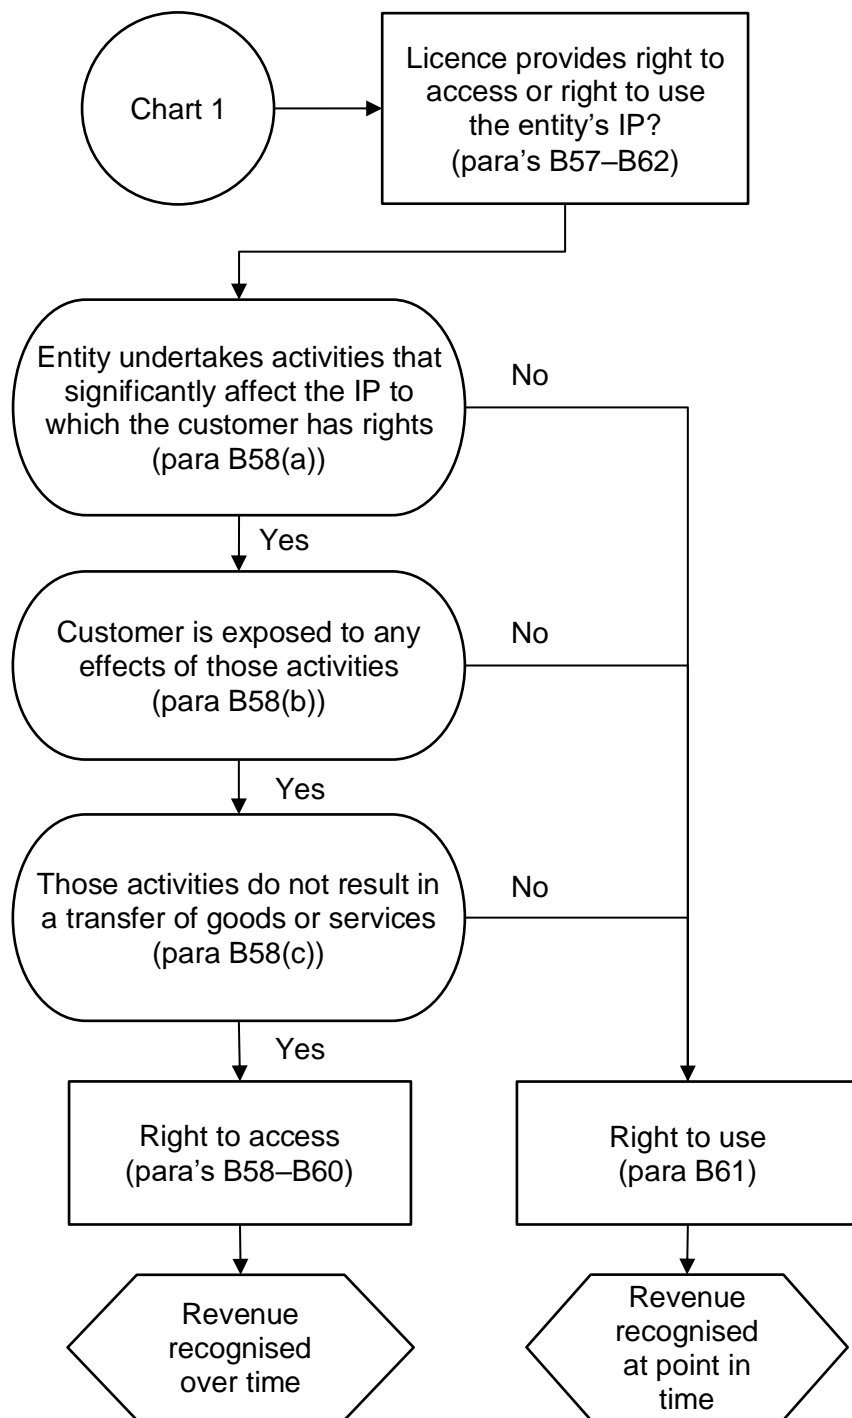 Chart 1
Licence provides right to
access or right to use
the entity’s IP?
(para’s B57–B62)
Entity undertakes activities that
significantly affect the IP to
which the customer has rights
(para B58(a))
No
Yes
Customer is exposed to any
effects of those activities
(para B58(b))
No
Yes
Those activities do not result in
a transfer of goods or services
(para B58(c))
No
Yes
Right to access
(para’s B58–B60)
Right to use
(para B61)
Revenue
recognised
over time
Revenue
recognised
at point in
time